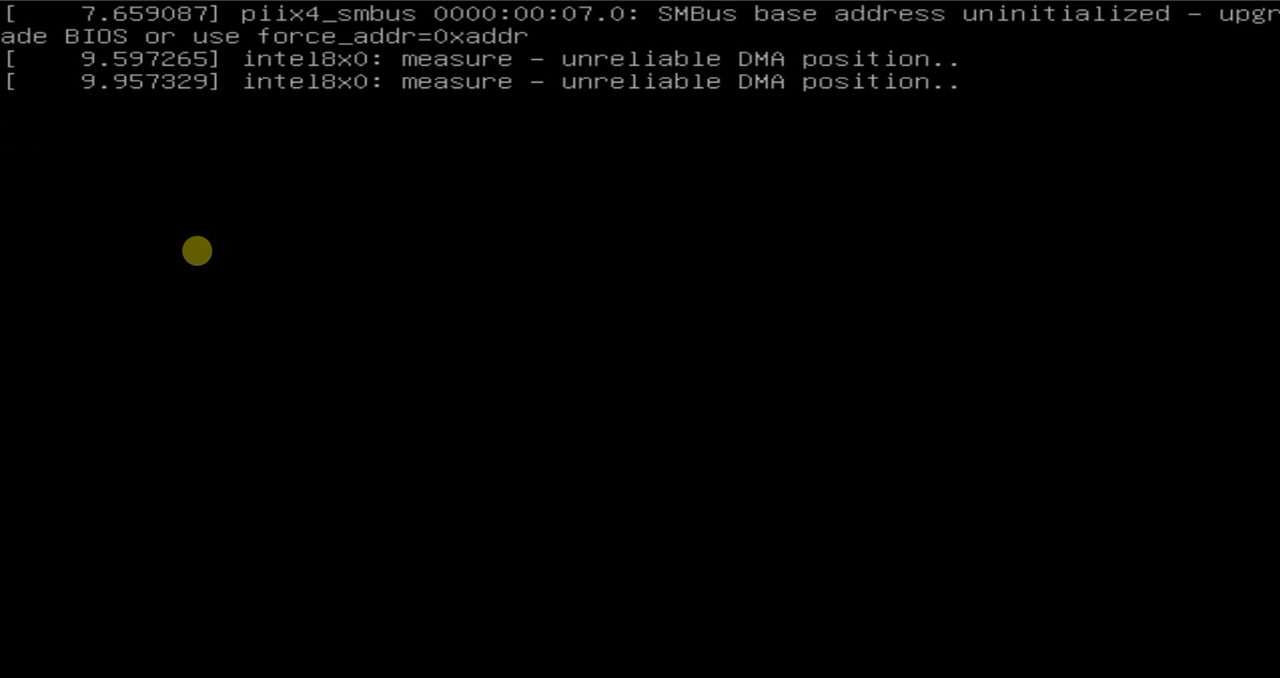 [    7.659087] piix4_smbus 0000:00:07.0: SMBus base address uninitialized - upgr
ade BIOS or use force_addr=0xaddr
[    9.597265] intel8x0: measure - unreliable DMA position..
[    9.957329] intel8x0: measure - unreliable DMA position..